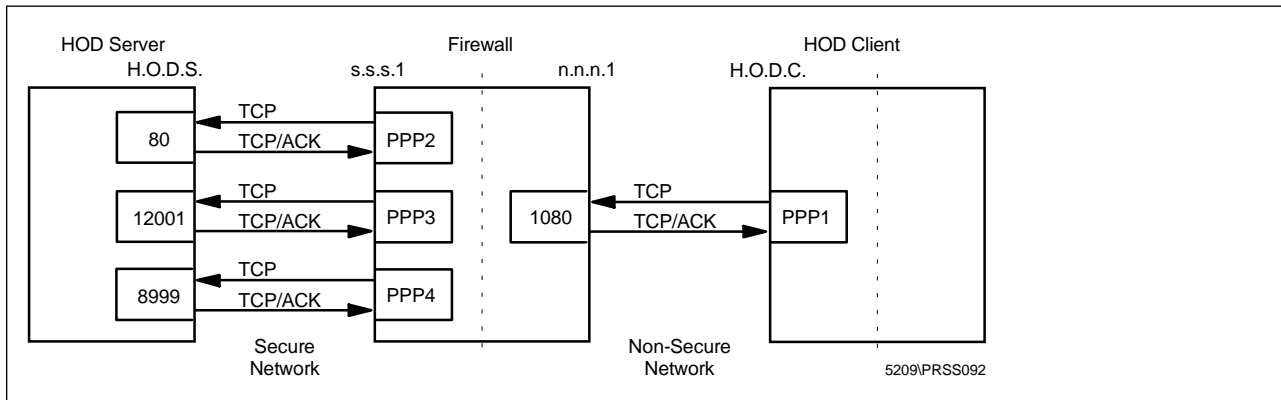 HOD Server
Firewall
HOD Client
H.O.D.S.
s.s.s.1
n.n.n.1
H.O.D.C.
TCP
80
TCP/ACK
PPP2
TCP
12001
TCP/ACK
PPP3
1080
TCP
TCP/ACK
PPP1
TCP
8999
TCP/ACK
PPP4
Secure
Network
Non-Secure
Network
5209\PRSS092